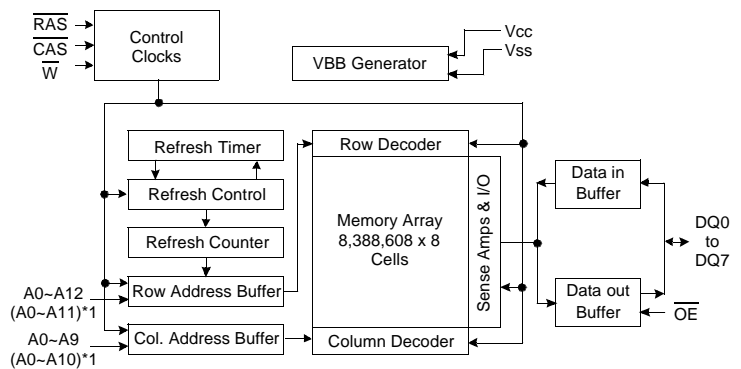 RAS
CAS
W
Control
Clocks
VBB Generator
Vcc
Vss
Refresh Timer
Refresh Control
Refresh Counter
Row Address Buffer
Col. Address Buffer
A0~A12
(A0~A11)*1
A0~A9
(A0~A10)*1
Row Decoder
Memory Array
8,388,608 x 8
Cells
Column Decoder
Sense Amps & I/O
Data in
Buffer
Data out
Buffer
DQ0
to
DQ7
OE